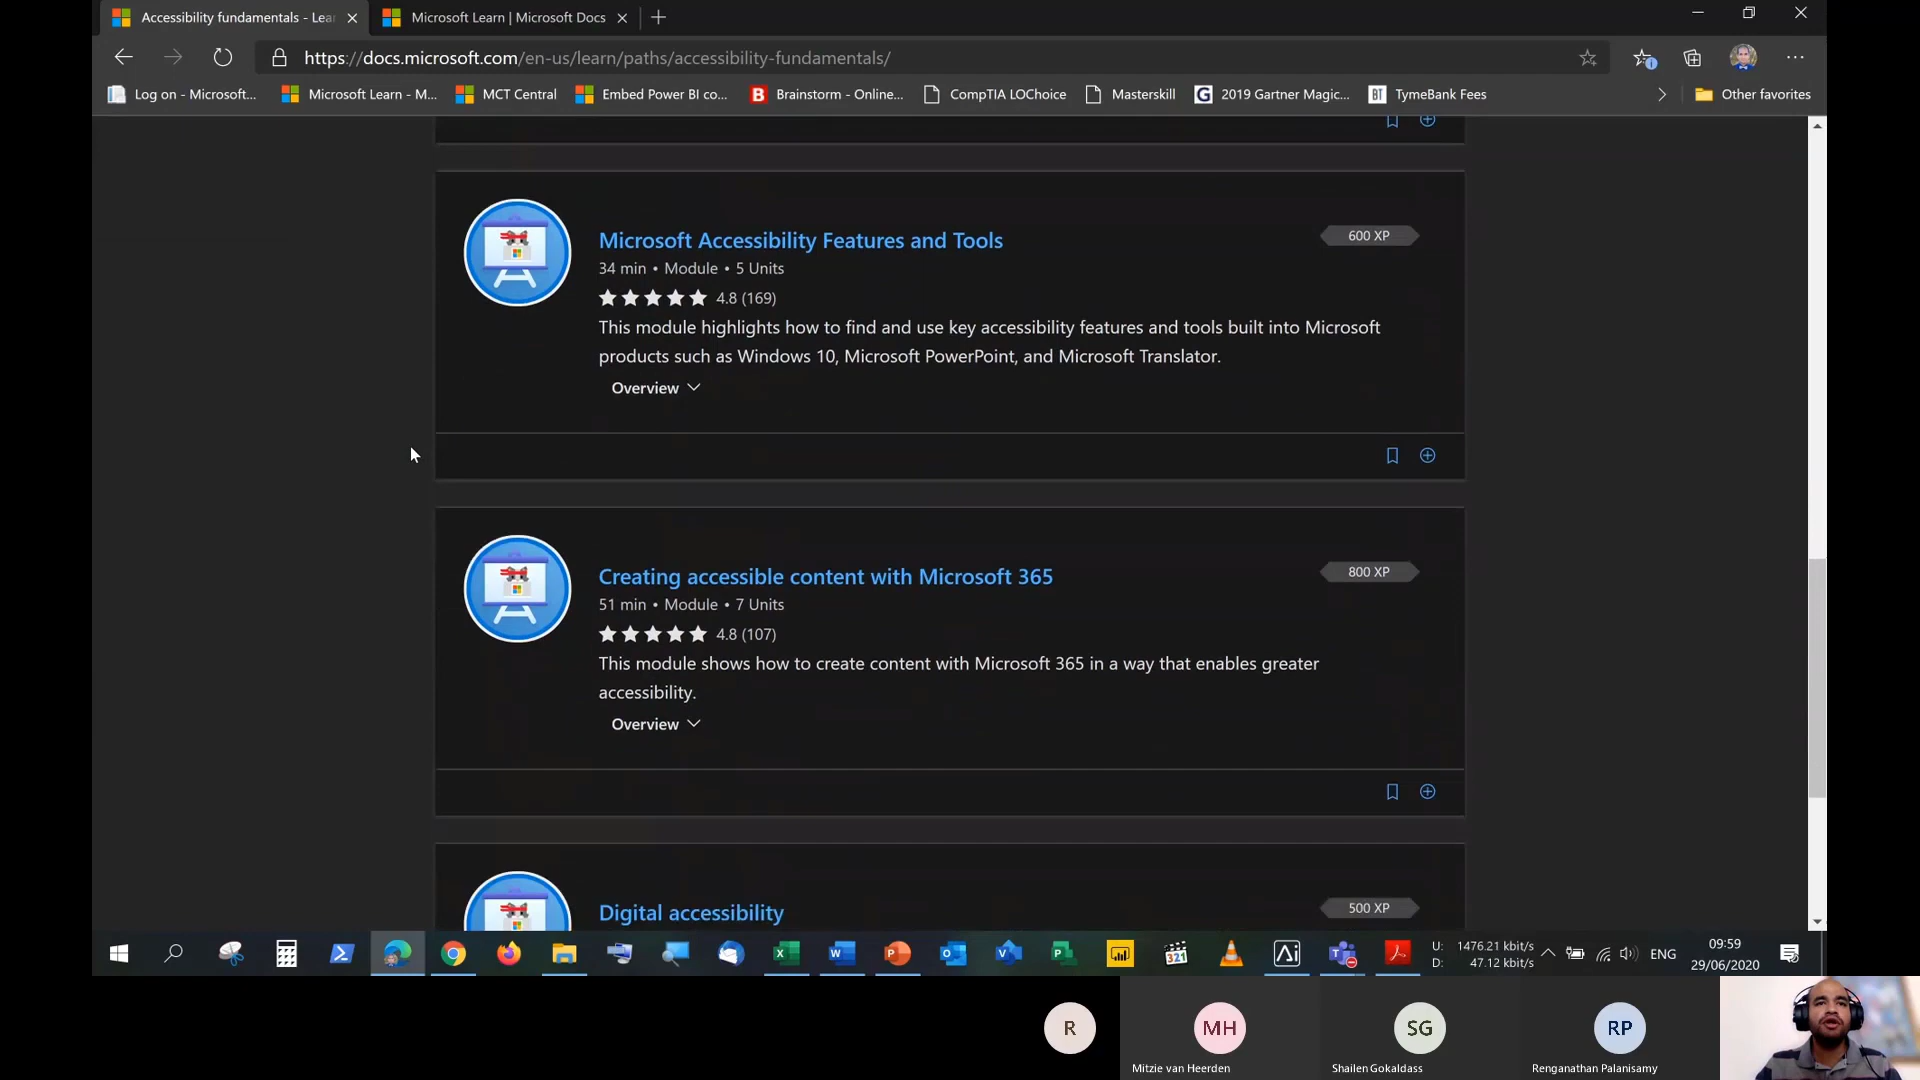 Accessibility fundamentals - Lea
Microsoft Learn | Microsoft Docs
https://docs.microsoft.com/en-us/learn/paths/accessibility-fundamentals/
Log on - Microsoft...
Microsoft Learn - M...
MCT Central
Embed Power BI co...
B
Brainstorm - Online...
CompTIA LOChoice
Masterskill
G
2019 Gartner Magic...
BT
TymeBank Fees
Other favorites
Microsoft Accessibility Features and Tools
600 XP
34 min • Module • 5 Units
4.8 (169)
This module highlights how to find and use key accessibility features and tools built into Microsoft
products such as Windows 10, Microsoft PowerPoint, and Microsoft Translator.
Overview
Creating accessible content with Microsoft 365
800 XP
51 min • Module • 7 Units
4.8 (107)
This module shows how to create content with Microsoft 365 in a way that enables greater
accessibility.
Overview
Digital accessibility
500 XP
321
Ai
U: 1476.21 kbit/s
D: 47.12 kbit/s
ENG
09:59
29/06/2020
R
MH
SG
RP
Mitzie van Heerden
Shailen Gokaldass
Renganathan Palanisamy